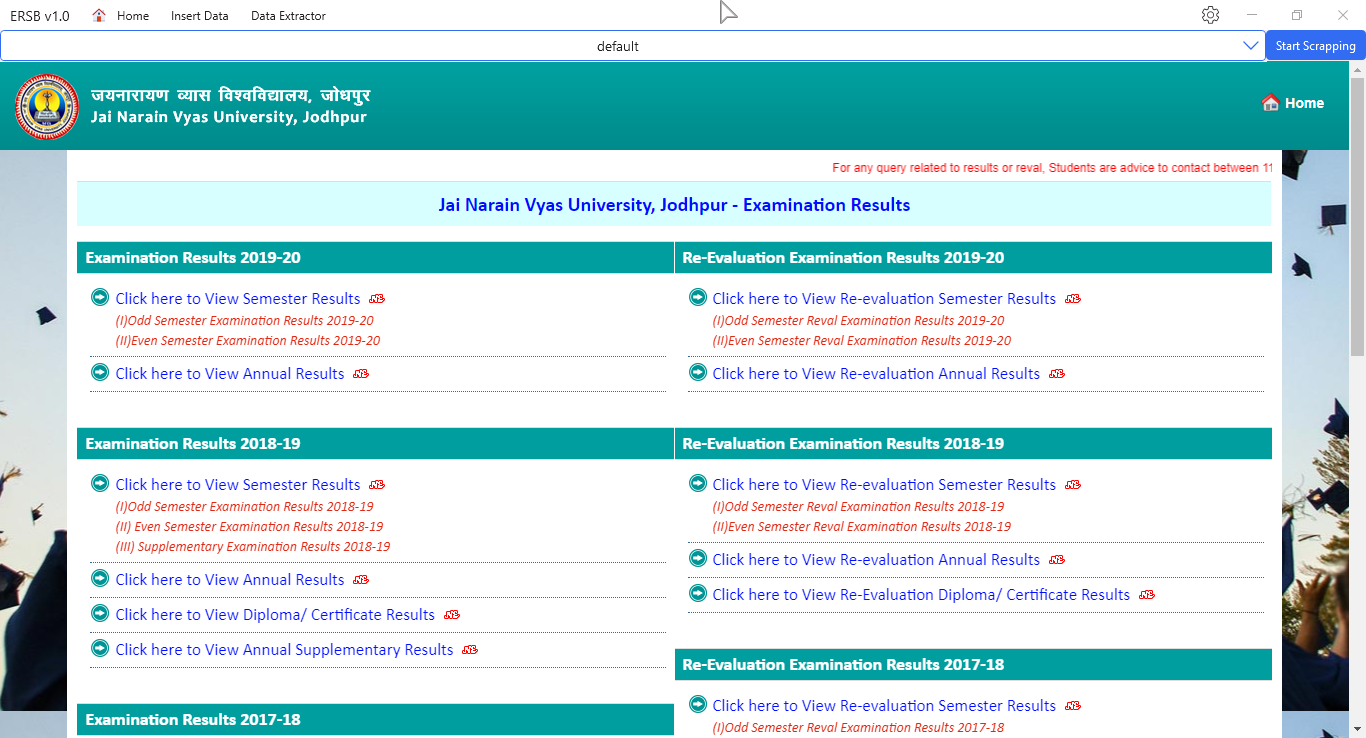 ERSB v1.0 Home Insert Data Data Extractor
default
Start Scrapping
जयनारायण व्यास विश्वविद्यालय, जोधपुर
Jai Narain Vyas University, Jodhpur
Home
For any query related to results or reval, Students are advice to contact between 11
Jai Narain Vyas University, Jodhpur - Examination Results
Examination Results 2019-20
Click here to View Semester Results
(I)Odd Semester Examination Results 2019-20
(II)Even Semester Examination Results 2019-20
Click here to View Annual Results
Re-Evaluation Examination Results 2019-20
Click here to View Re-evaluation Semester Results
(I)Odd Semester Reval Examination Results 2019-20
(II)Even Semester Reval Examination Results 2019-20
Click here to View Re-evaluation Annual Results
Examination Results 2018-19
Click here to View Semester Results
(I)Odd Semester Examination Results 2018-19
(II) Even Semester Examination Results 2018-19
(III) Supplementary Examination Results 2018-19
Click here to View Annual Results
Click here to View Diploma/ Certificate Results
Click here to View Annual Supplementary Results
Re-Evaluation Examination Results 2018-19
Click here to View Re-evaluation Semester Results
(I)Odd Semester Reval Examination Results 2018-19
(II)Even Semester Reval Examination Results 2018-19
Click here to View Re-evaluation Annual Results
Click here to View Re-Evaluation Diploma/ Certificate Results
Examination Results 2017-18
Re-Evaluation Examination Results 2017-18
Click here to View Re-evaluation Semester Results
(I)Odd Semester Reval Examination Results 2017-18